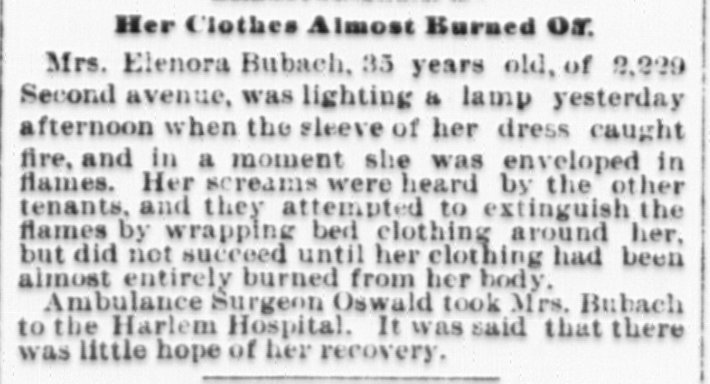 Her Clothes Almost Burned Off.
Mrs. Elenora Bubach, 35 years old, of 2,229
Second avenue, was lighting a lamp yesterday
afternoon when the sleeve of her dress caught
fire, and in a moment she was enveloped in
flames. Her screams were heard by the other
tenants, and they attempted to extinguish the
flames by wrapping bed clothing around her,
but did not succeed until her clothing had been
almost entirely burned from her body.
Ambulance Surgeon Oswald took Mrs. Bubach
to the Harlem Hospital. It was said that there
was little hope of her recovery.